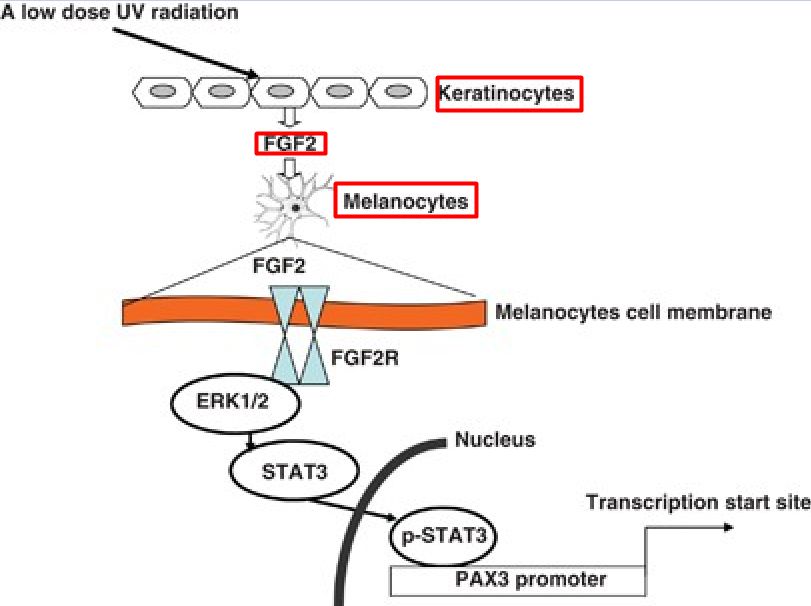 A low dose UV radiation
Keratinocytes
FGF2
Melanocytes
FGF2
Melanocytes cell membrane
FGF2R
ERK1/2
Nucleus
STAT3
Transcription start site
p-STAT3
PAX3 promoter